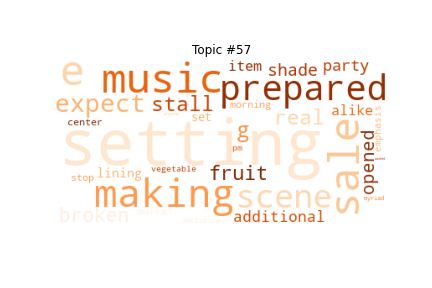 Topic #57
e music item shade party
prepared
expect stall morning alike
center set real emphasis
setting g sale opened
pm
stop lining vegetable fruit
making scene myriad
broken additional